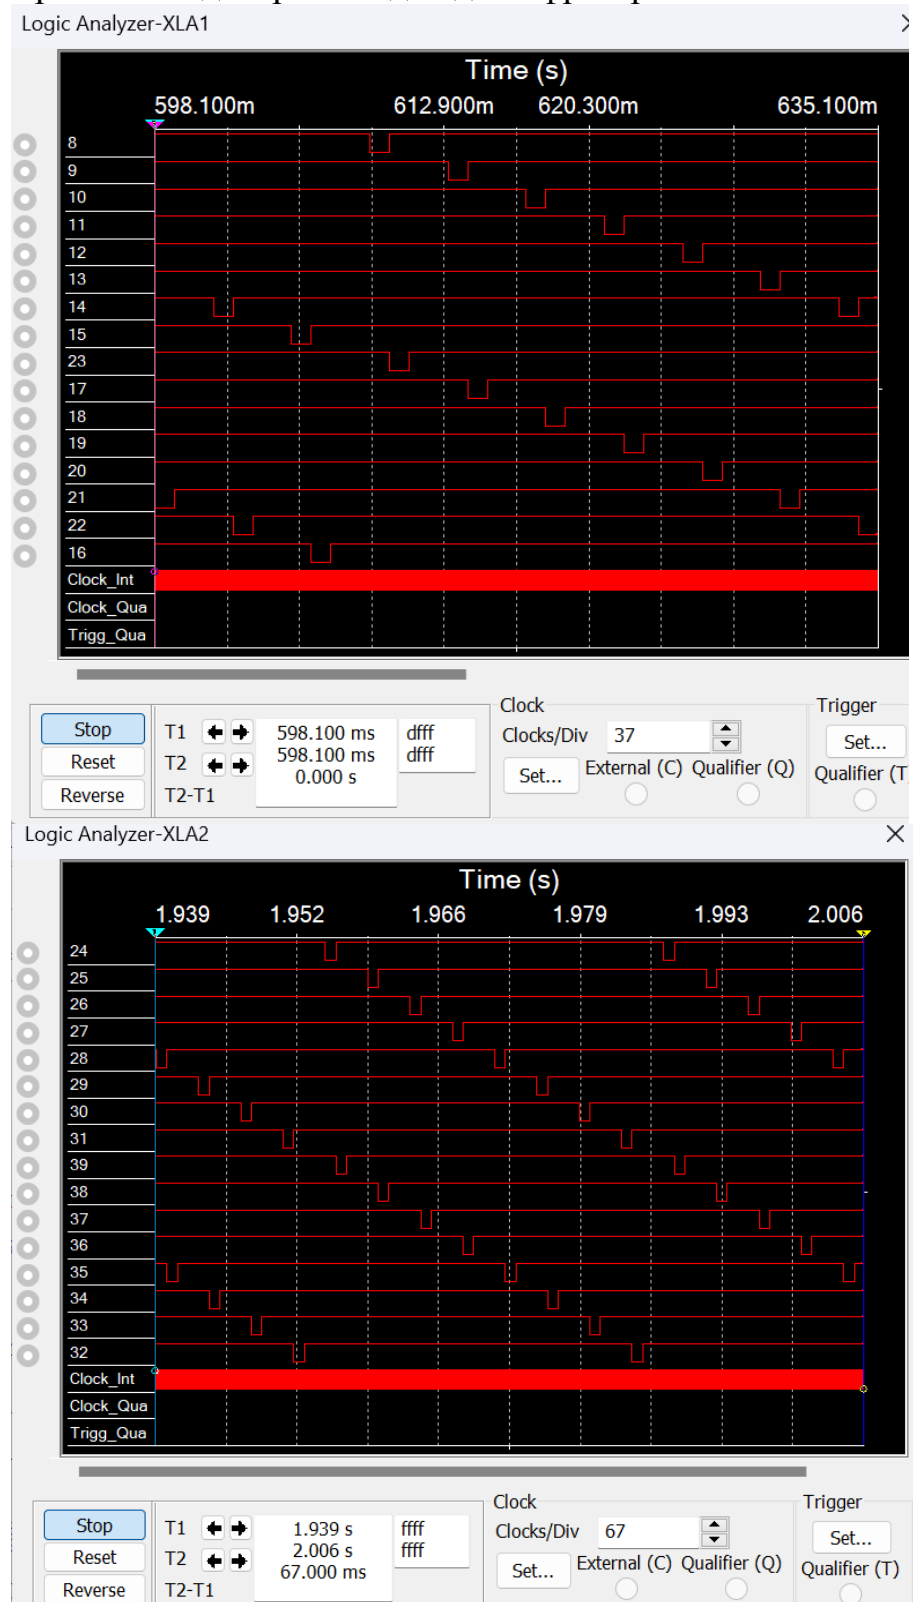 Logic Analyzer-XLA1
Time (s)
598.100m 612.900m 620.300m 635.100m
8
9
10
11
12
13
14
15
23
17
18
19
20
21
22
16
Clock_Int
Clock_Qua
Trigg_Qua
Clock
Trigger
Stop
Reset
Reverse
T1 598.100 ms dfff
T2 598.100 ms dfff
T2-T1 0.000 s
Clocks/Div 37
Set... External (C) Qualifier (Q)
Set...
Qualifier (T
Logic Analyzer-XLA2
Time (s)
1.939 1.952 1.966 1.979 1.993 2.006
24
25
26
27
28
29
30
31
39
38
37
36
35
34
33
32
Clock_Int
Clock_Qua
Trigg_Qua
Clock
Trigger
Stop
Reset
Reverse
T1 1.939 s ffff
T2 2.006 s ffff
T2-T1 67.000 ms
Clocks/Div 67
Set... External (C) Qualifier (Q)
Set...
Qualifier (T)